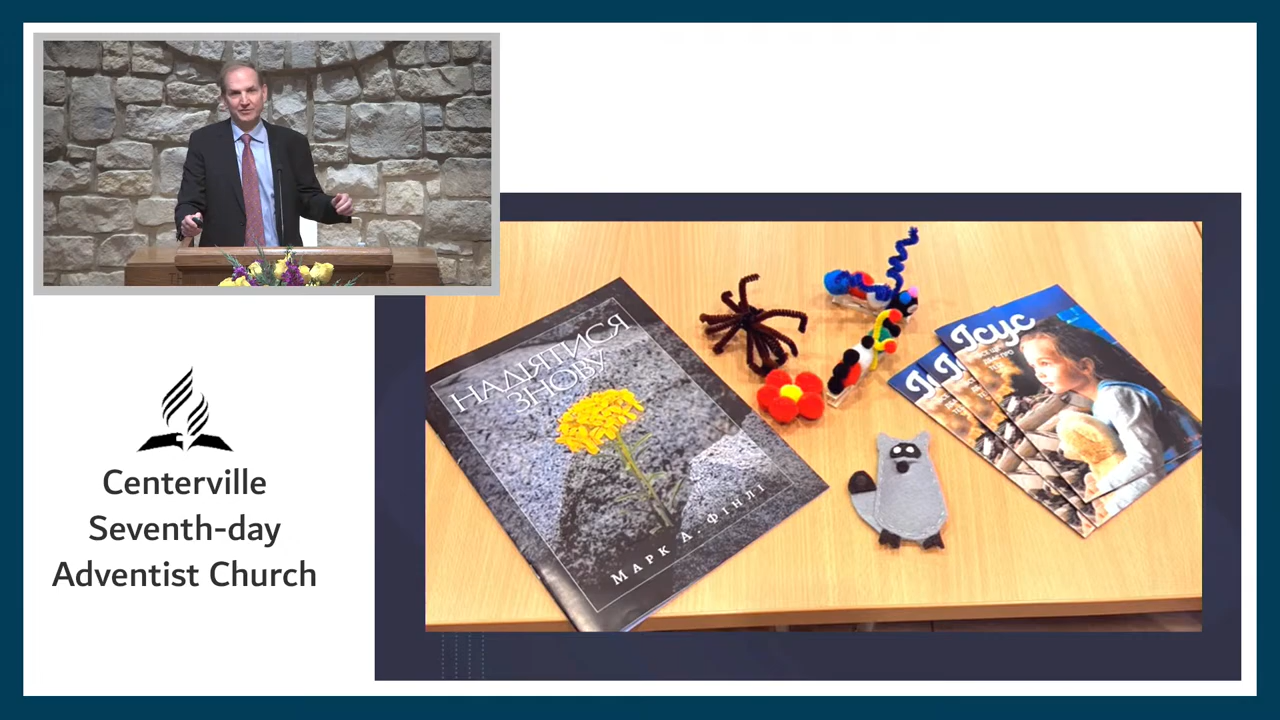 Centerville
Seventh-day
Adventist Church
НАДІЯТИСЯ
ЗНОВУ
МАРК А. ФІНЛІ
Ісус